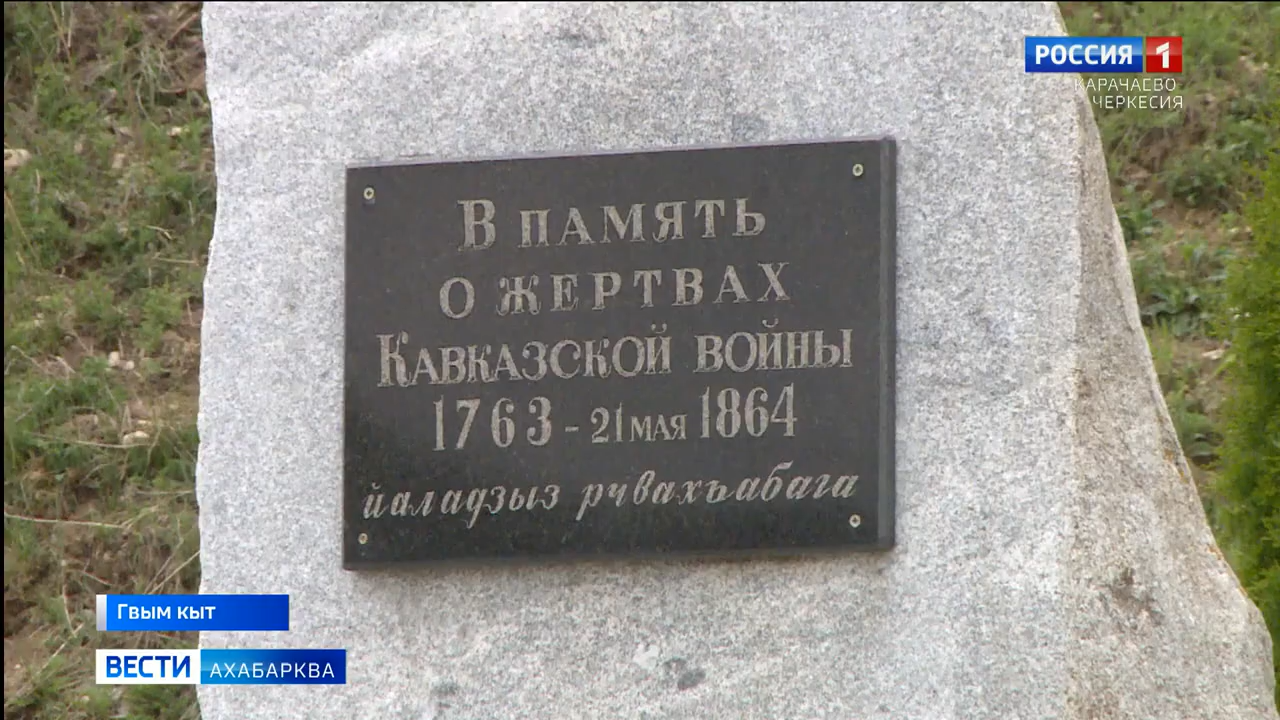 РОССИЯ 1
КАРАЧАЕВО
ЧЕРКЕСИЯ
В ПАМЯТЬ
О ЖЕРТВАХ
КАВКАЗСКОЙ ВОЙНЫ
1763 - 21 МАЯ 1864
йаладзыз рчвахъабага
Гвым кыт
ВЕСТИ АХАБАРКВА